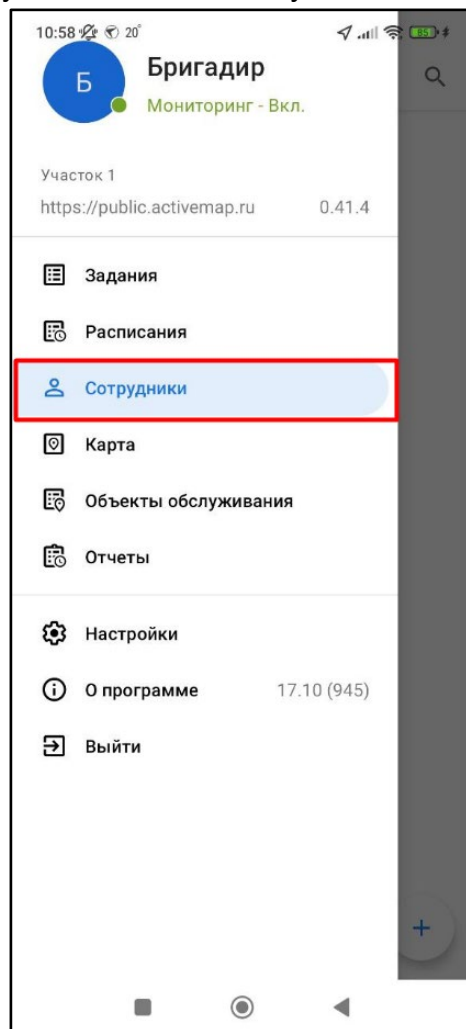 10:58 20°
85
Б
Бригадир
Мониторинг - Вкл.
Участок 1
https://public.activemap.ru 0.41.4
Задания
Расписания
Сотрудники
Карта
Объекты обслуживания
Отчеты
Настройки
О программе 17.10 (945)
Выйти